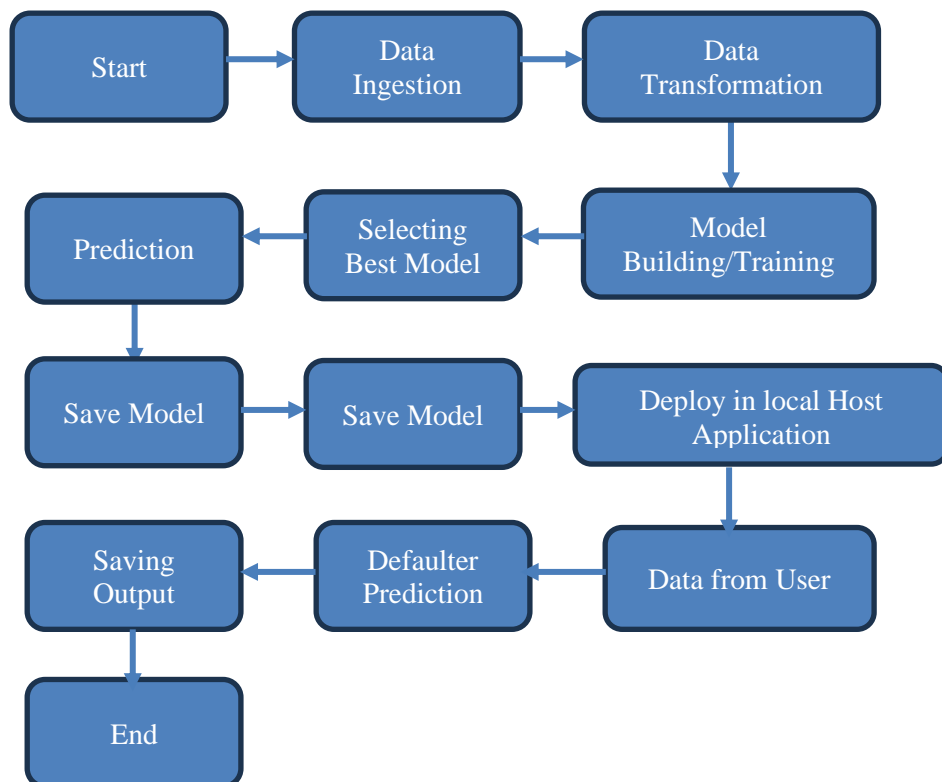 Start
Data
Ingestion
Data
Transformation
Model
Building/Training
Selecting
Best Model
Prediction
Save Model
Save Model
Deploy in local Host
Application
Data from User
Defaulter
Prediction
Saving
Output
End